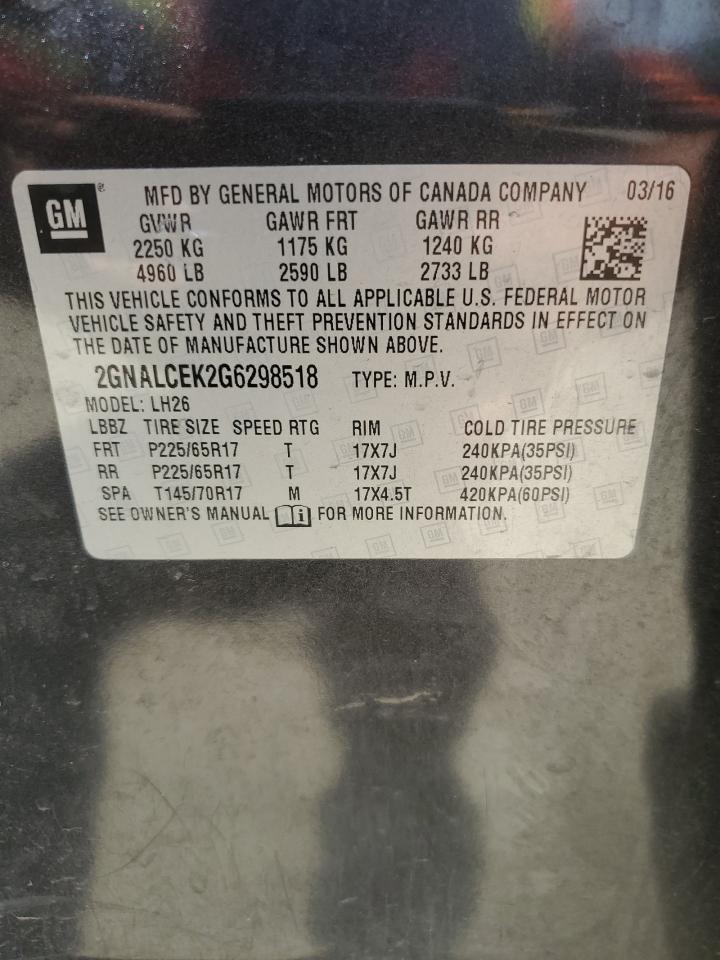 GM ® MFD BY GENERAL MOTORS OF CANADA COMPANY 03/16
GVWR GAWR FRT GAWR RR
2250 KG 1175 KG 1240 KG
4960 LB 2590 LB 2733 LB
THIS VEHICLE CONFORMS TO ALL APPLICABLE U.S. FEDERAL MOTOR
VEHICLE SAFETY AND THEFT PREVENTION STANDARDS IN EFFECT ON
THE DATE OF MANUFACTURE SHOWN ABOVE.
2GNALCEK2G6298518 TYPE: M.P.V.
MODEL: LH26
LBBZ TIRE SIZE SPEED RTG RIM COLD TIRE PRESSURE
FRT P225/65R17 T 17X7J 240KPA(35PSI)
RR P225/65R17 T 17X7J 240KPA(35PSI)
SPA T145/70R17 M 17X4.5T 420KPA(60PSI)
SEE OWNER'S MANUAL i FOR MORE INFORMATION.